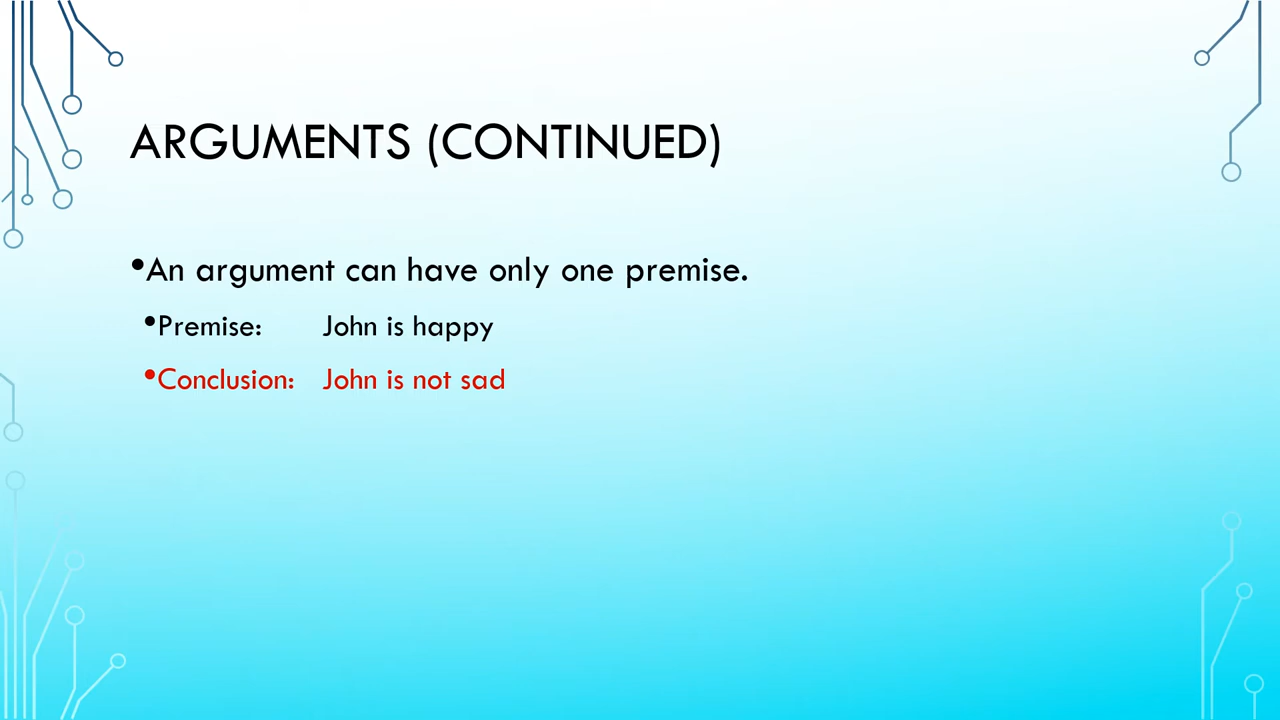 ARGUMENTS (CONTINUED)
•An argument can have only one premise.
•Premise: John is happy
•Conclusion: John is not sad